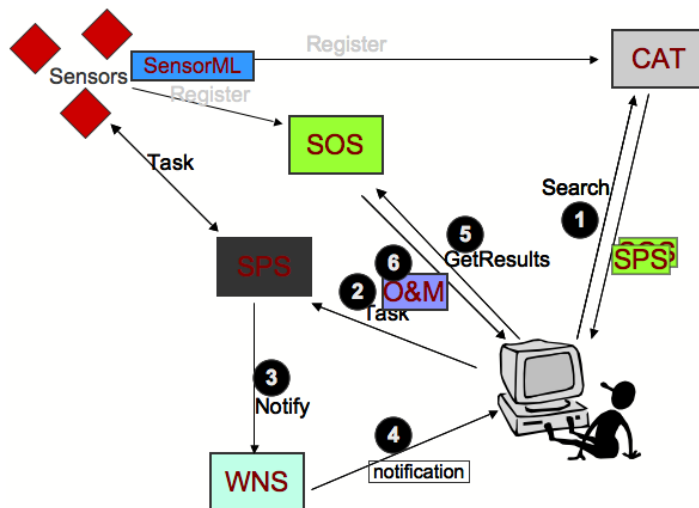 Register
CAT
SensorML
Sensors
Register
SOS
Task
Search
1
5
GetResults
SOS
SPS
SPS
6
O&M
2
Task
3
Notify
4
notification
WNS